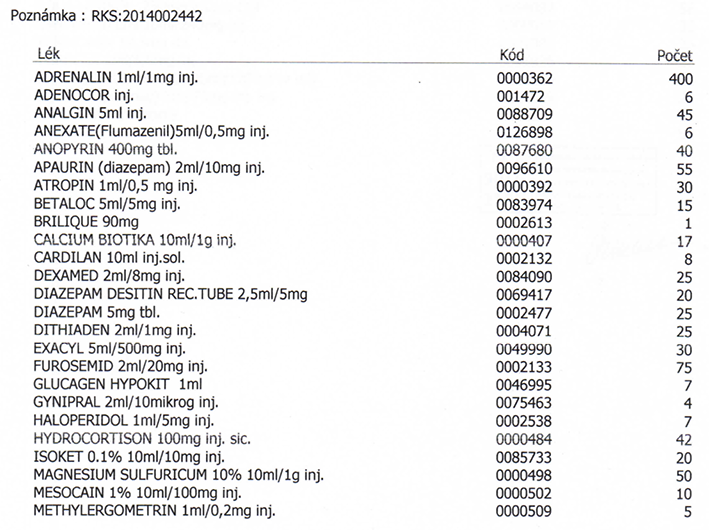 Poznámka : RKS:2014002442
Lék Kód Počet
ADRENALIN 1ml/1mg inj. 0000362 400
ADENOCOR inj. 001472 6
ANALGIN 5ml inj. 0088709 45
ANEXATE(Flumazenil)5ml/0,5mg inj. 0126898 6
ANOPYRIN 400mg tbl. 0087680 40
APAURIN (diazepam) 2ml/10mg inj. 0096610 55
ATROPIN 1ml/0,5 mg inj. 0000392 30
BETALOC 5ml/5mg inj. 0083974 15
BRILIQUE 90mg 0002613 1
CALCIUM BIOTIKA 10ml/1g inj. 0000407 17
CARDILAN 10ml inj.sol. 0002132 8
DEXAMED 2ml/8mg inj. 0084090 25
DIAZEPAM DESITIN REC.TUBE 2,5ml/5mg 0069417 20
DIAZEPAM 5mg tbl. 0002477 25
DITHIADEN 2ml/1mg inj. 0004071 25
EXACYL 5ml/500mg inj. 0049990 30
FUROSEMID 2ml/20mg inj. 0002133 75
GLUCAGEN HYPOKIT 1ml 0046995 7
GYNIPRAL 2ml/10mikrog inj. 0075463 4
HALOPERIDOL 1ml/5mg inj. 0002538 7
HYDROCORTISON 100mg inj. sic. 0000484 42
ISOKET 0.1% 10ml/10mg inj. 0085733 20
MAGNESIUM SULFURICUM 10% 10ml/1g inj. 0000498 50
MESOCAIN 1% 10ml/100mg inj. 0000502 10
METHYLERGOMETRIN 1ml/0,2mg inj. 0000509 5